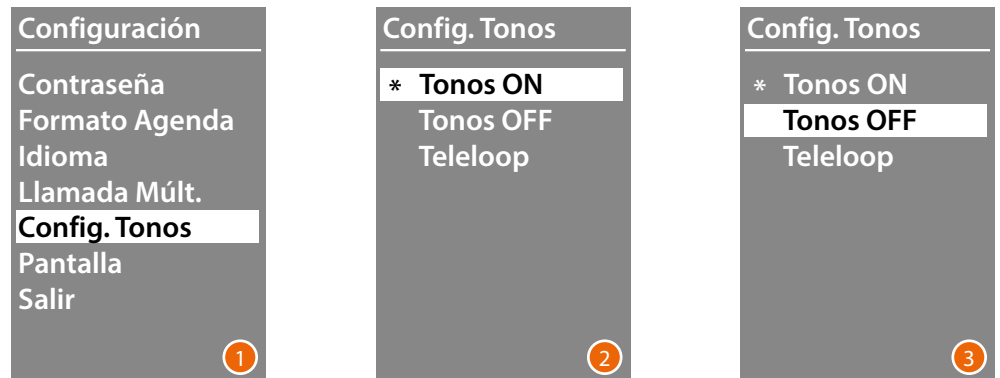 Configuración
Contraseña
Formato Agenda
Idioma
Llamada Múlt.
Config. Tonos
Pantalla
Salir
1
Config. Tonos
* Tonos ON
Tonos OFF
Teleloop
2
Config. Tonos
* Tonos ON
Tonos OFF
Teleloop
3